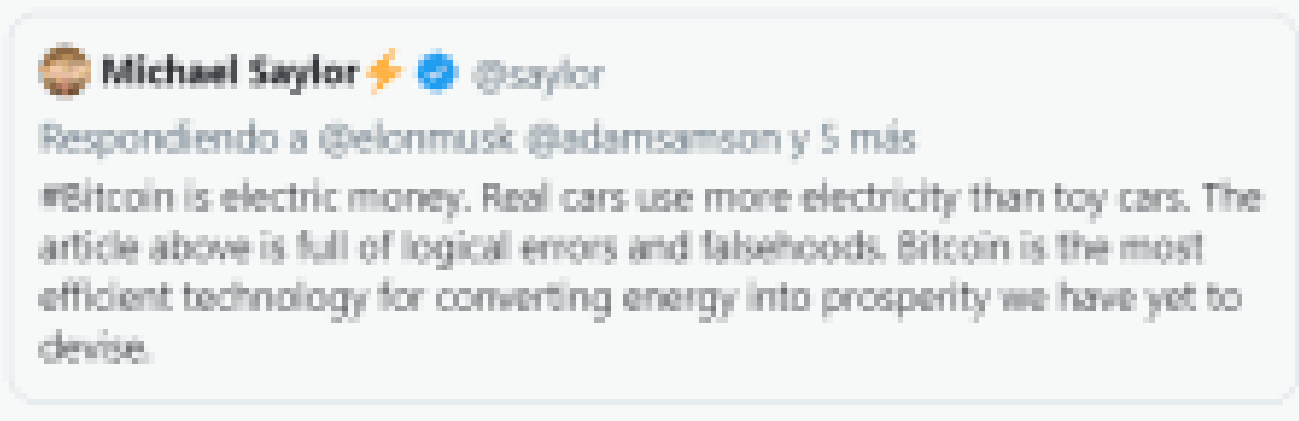 Michael Saylor⚡ @saylor
Respondiendo a @elonmusk @adamsamson y 5 más
#Bitcoin is electric money. Real cars use more electricity than toy cars. The
article above is full of logical errors and falsehoods. Bitcoin is the most
efficient technology for converting energy into prosperity we have yet to
devise.